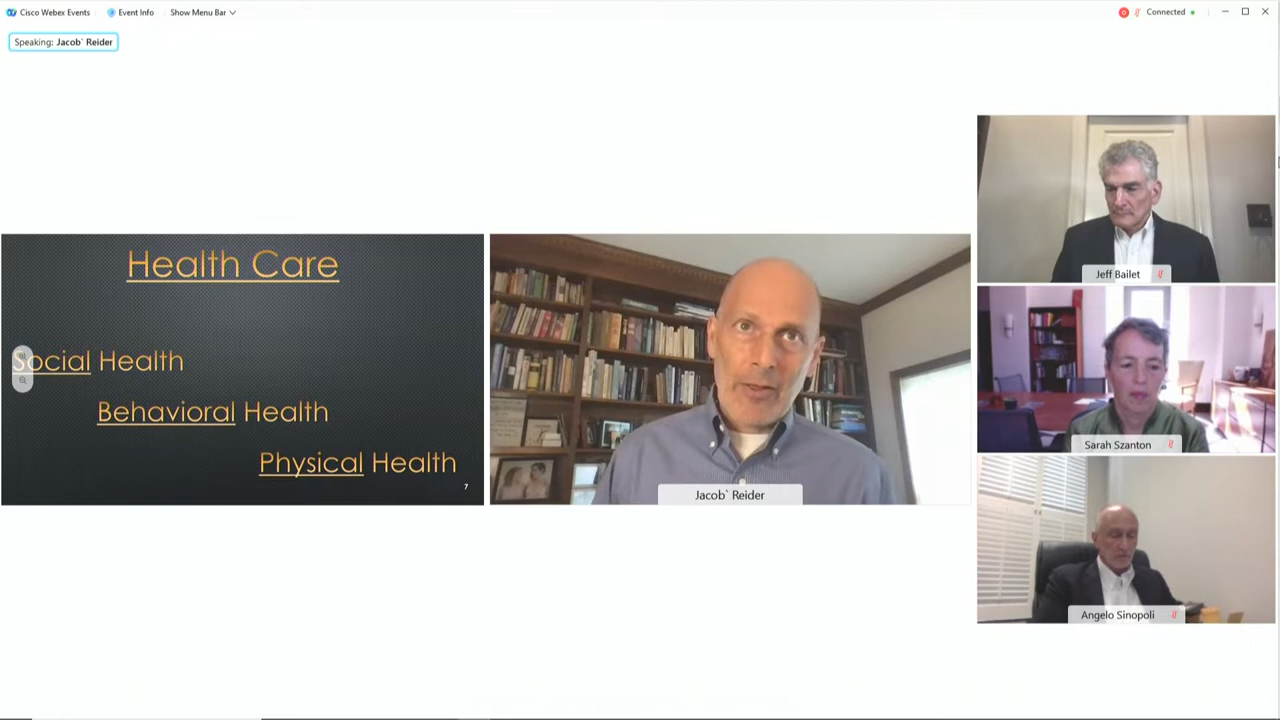 Cisco Webex Events Event Info Show Menu Bar Connected
Speaking: Jacob` Reider
Health Care
Social Health
Behavioral Health
Physical Health
7
Jacob` Reider
Jeff Bailet
Sarah Szanton
Angelo Sinopoli